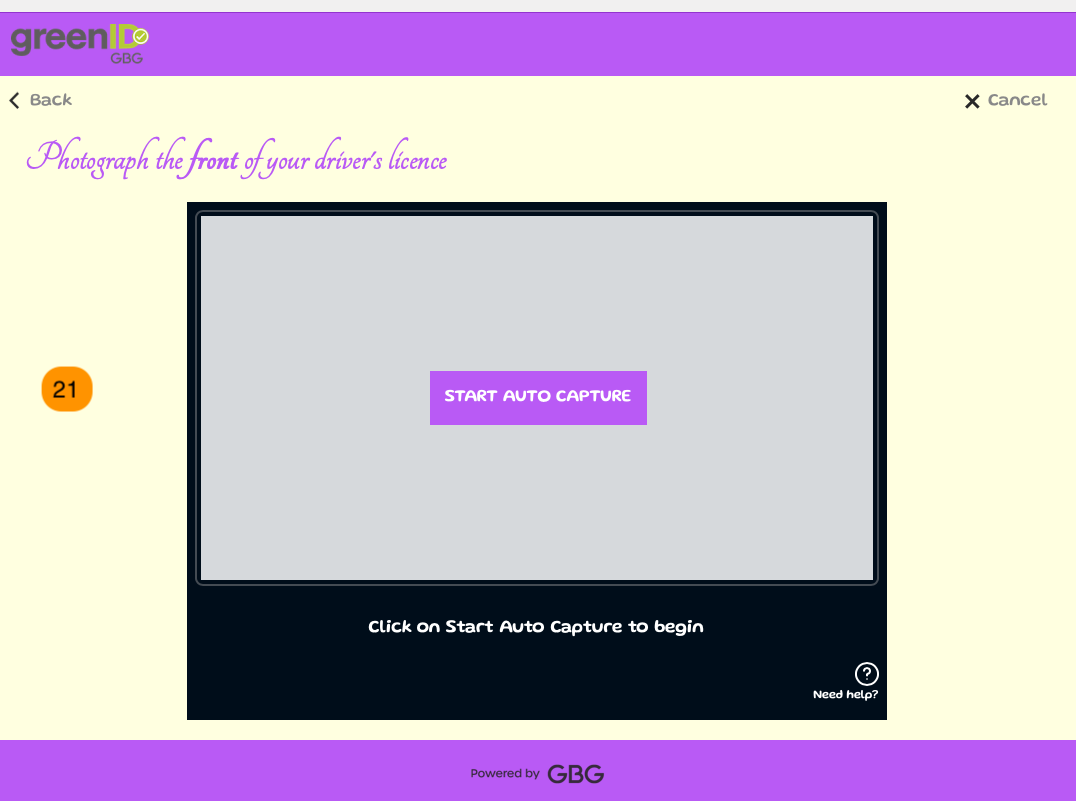 greenID
GBG
Back
Cancel
Photograph the front of your driver's licence
21
START AUTO CAPTURE
Click on Start Auto Capture to begin
?
Need help?
Powered by GBG